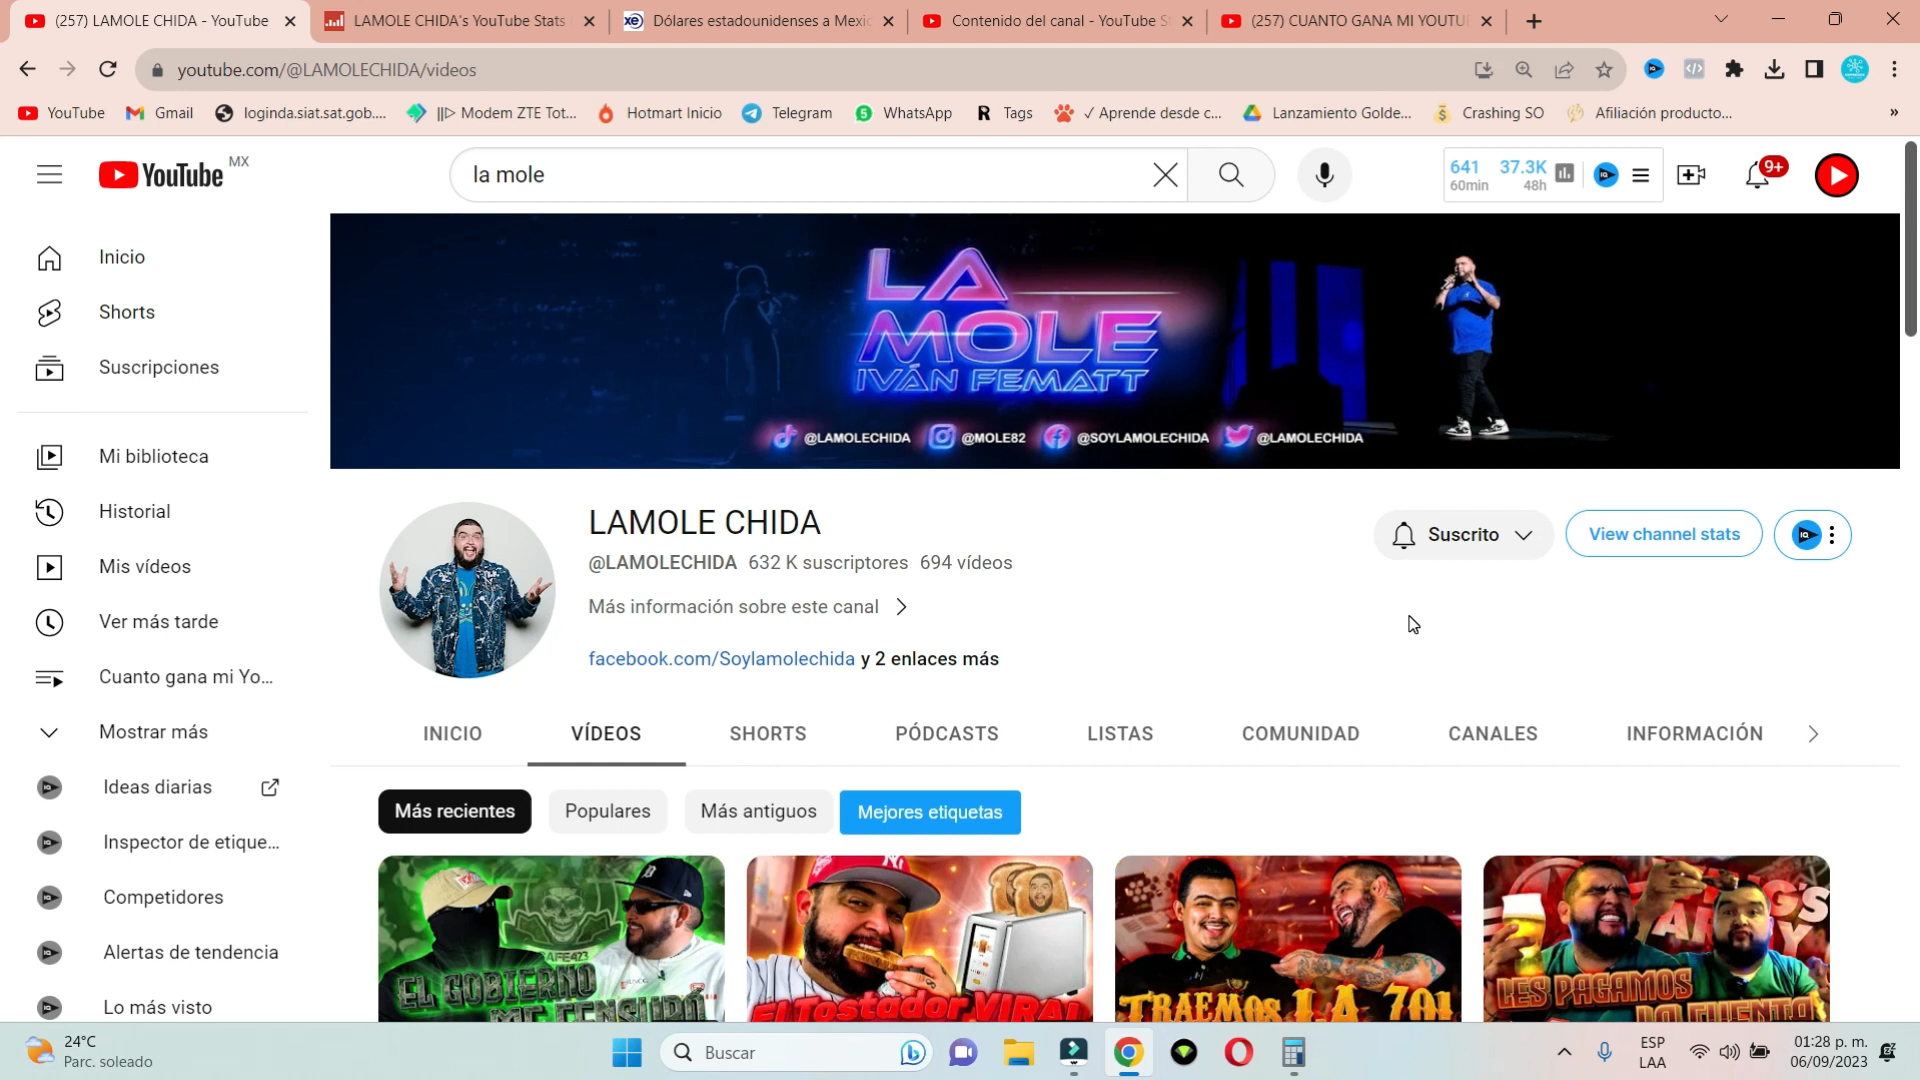 (257) LAMOLE CHIDA - YouTube
LAMOLE CHIDA's YouTube Stats
Dólares estadounidenses a Mexic
Contenido del canal - YouTube S
(257) CUANTO GANA MI YOUTU
youtube.com/@LAMOLECHIDA/videos
YouTube
Gmail
loginda.siat.sat.gob....
||▷ Modem ZTE Tot...
Hotmart Inicio
Telegram
WhatsApp
Tags
✓ Aprende desde c...
Lanzamiento Golde...
Crashing SO
Afiliación producto...
»
YouTube MX
la mole
641 37.3K
60min 48h
9+
Inicio
Shorts
Suscripciones
Mi biblioteca
Historial
Mis vídeos
Ver más tarde
Cuanto gana mi Yo...
Mostrar más
Ideas diarias
Inspector de etique...
Competidores
Alertas de tendencia
Lo más visto
LA
MOLE
IVÁN FEMATT
@LAMOLECHIDA @MOLE82 @SOYLAMOLECHIDA @LAMOLECHIDA
LAMOLE CHIDA
@LAMOLECHIDA 632 K suscriptores 694 vídeos
Más información sobre este canal
facebook.com/Soylamolechida y 2 enlaces más
Suscrito
View channel stats
INICIO
VÍDEOS
SHORTS
PÓDCASTS
LISTAS
COMUNIDAD
CANALES
INFORMACIÓN
Más recientes
Populares
Más antiguos
Mejores etiquetas
EL GOBIERNO
ME CENSURÓ
El Tostador VIRAL
TRAEMOS LA 701
LES PAGAMOS
LA CUENTA
24°C
Parc. soleado
Buscar
ESP
LAA
01:28 p. m.
06/09/2023